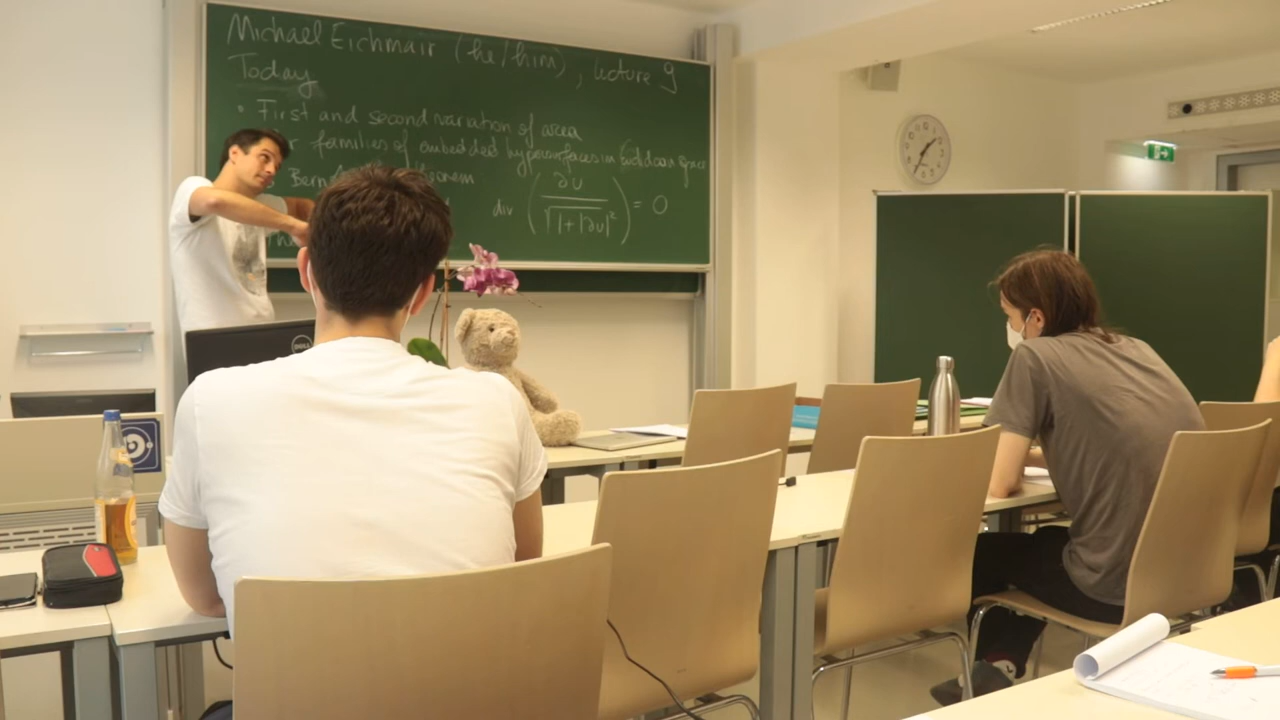 Michael Eichmair (he/him), lecture 9
Today
• First and second variation of area
r families of embedded hypersurfaces in Euclidean space
Bern
div (∂u / √1+|∂u|²) = 0
DELL